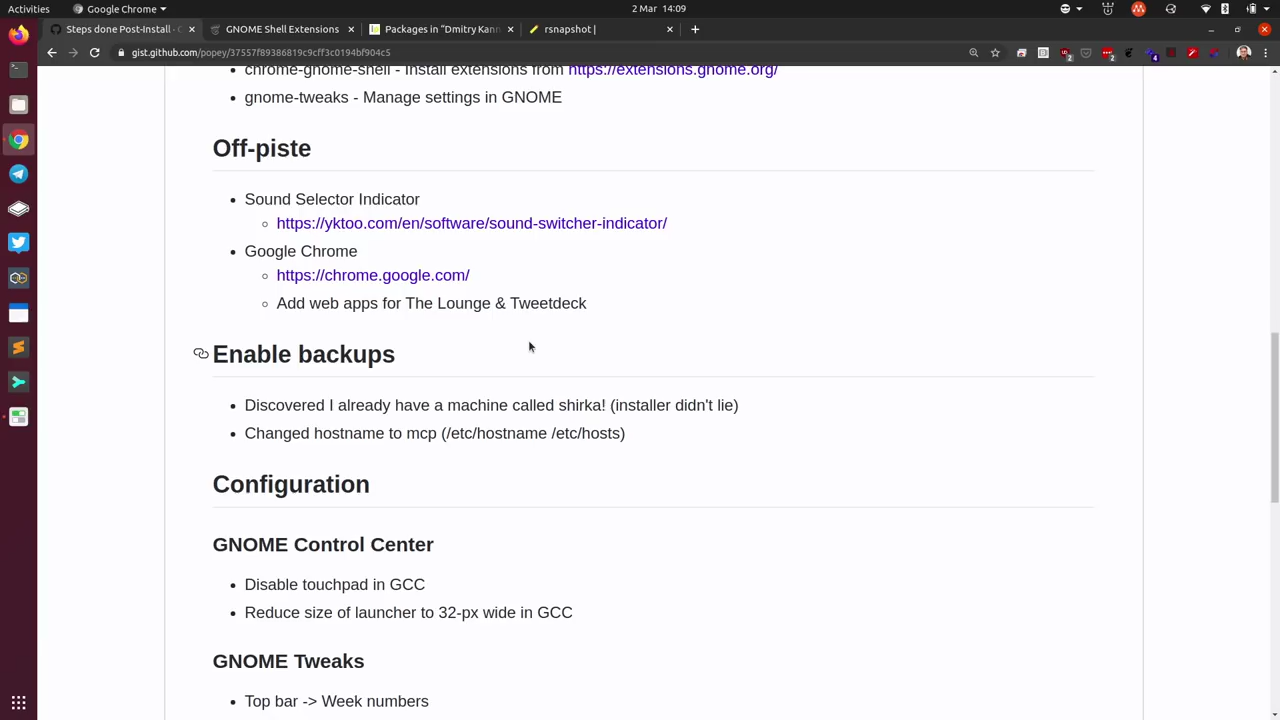 Activities
Google Chrome
2 Mar 14:09
Steps done Post-Install - G
GNOME Shell Extensions
Packages in “Dmitry Kann
rsnapshot |
gist.github.com/popey/37557f89386819c9cff3c0194bf904c5
chrome-gnome-shell - Install extensions from https://extensions.gnome.org/
gnome-tweaks - Manage settings in GNOME
Off-piste
Sound Selector Indicator
https://yktoo.com/en/software/sound-switcher-indicator/
Google Chrome
https://chrome.google.com/
Add web apps for The Lounge & Tweetdeck
Enable backups
Discovered I already have a machine called shirka! (installer didn't lie)
Changed hostname to mcp (/etc/hostname /etc/hosts)
Configuration
GNOME Control Center
Disable touchpad in GCC
Reduce size of launcher to 32-px wide in GCC
GNOME Tweaks
Top bar -> Week numbers